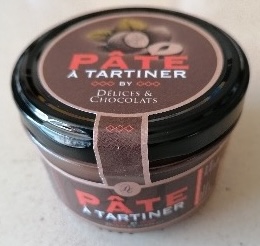 PÂTE
À TARTINER
BY
DÉLICES &
CHOCOLATS
PÂTE
À TARTINER